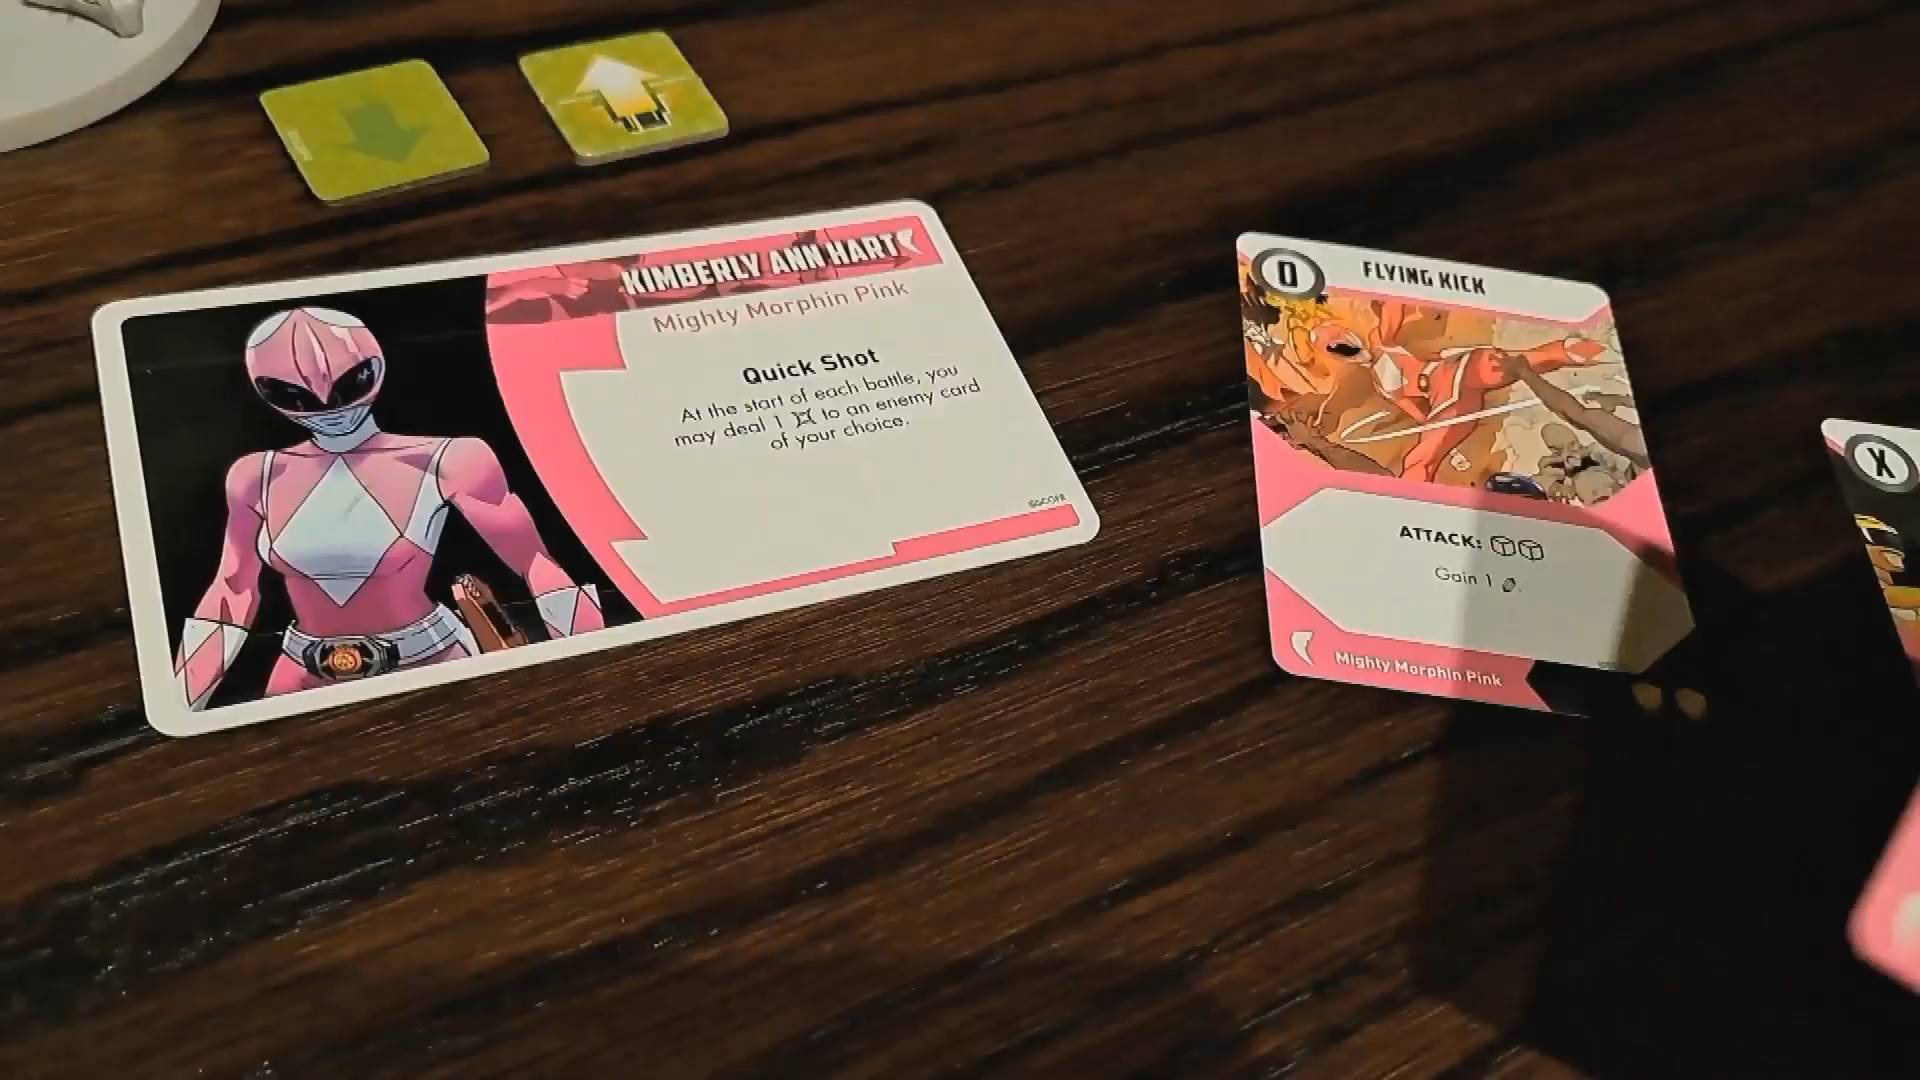 KIMBERLY ANN HART
Mighty Morphin Pink
Quick Shot
At the start of each battle, you
may deal 1 to an enemy card
of your choice.
0
FLYING KICK
ATTACK:
Gain 1 .
Mighty Morphin Pink
X